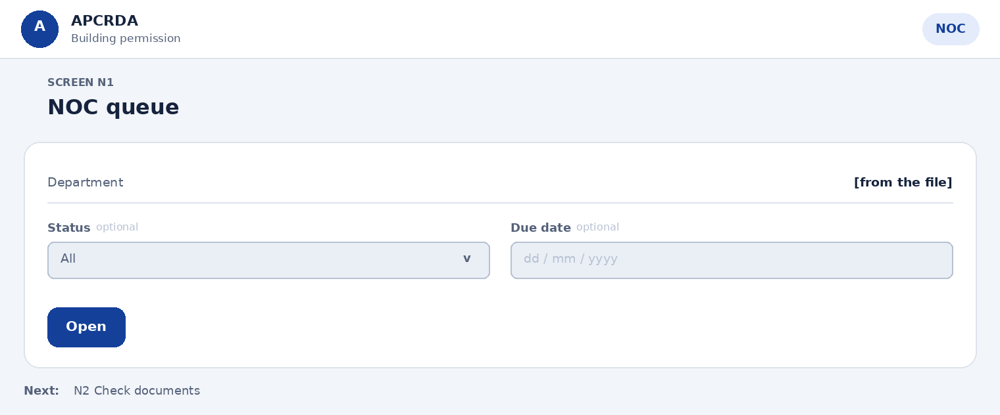 A
APCRDA
Building permission
NOC
SCREEN N1
NOC queue
Department [from the file]
Status optional
Due date optional
All v
dd / mm / yyyy
Open
Next: N2 Check documents